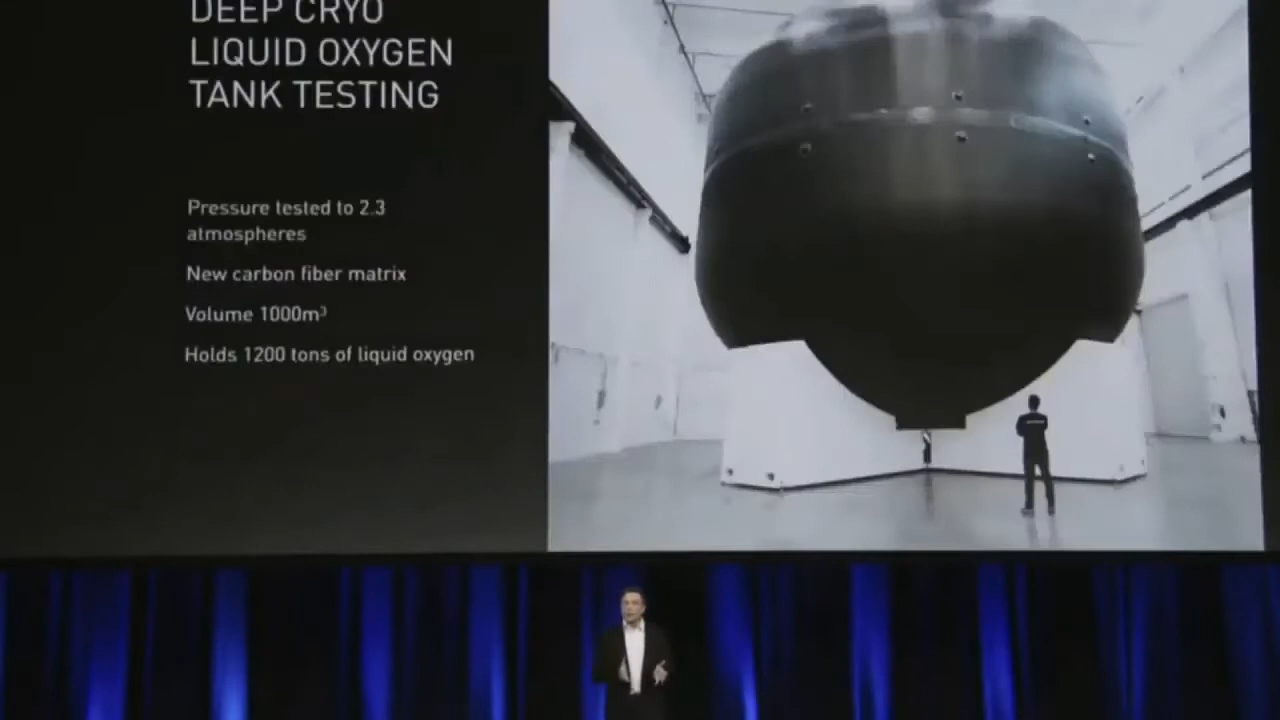 DEEP CRYO
LIQUID OXYGEN
TANK TESTING
Pressure tested to 2.3
atmospheres
New carbon fiber matrix
Volume 1000m³
Holds 1200 tons of liquid oxygen